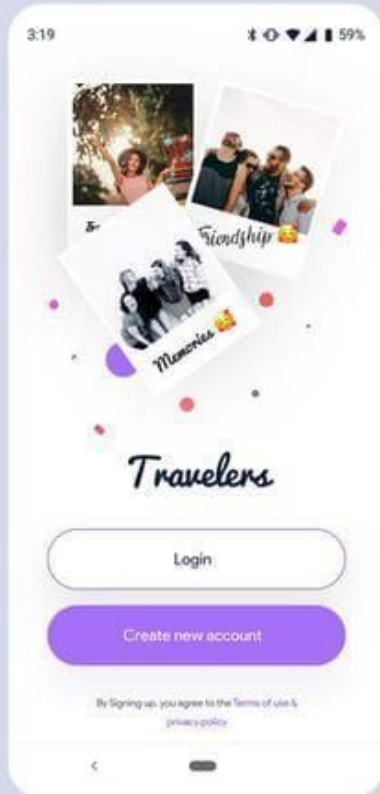 3:19
59%
Friendship 🥰
Memories 🥰
Travelers
Login
Create new account
By Signing up, you agree to the Terms of use &
privacy policy